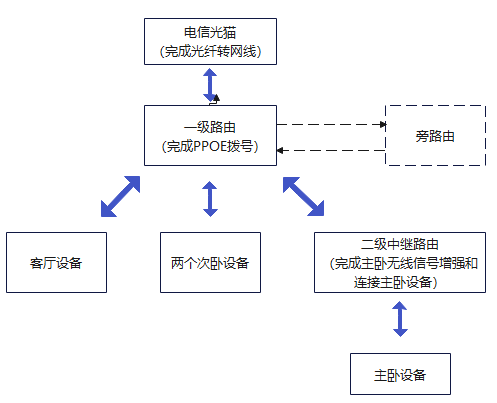 电信光猫
（完成光纤转网线）
一级路由
（完成PPOE拨号）
旁路由
客厅设备
两个次卧设备
二级中继路由
（完成主卧无线信号增强和
连接主卧设备）
主卧设备